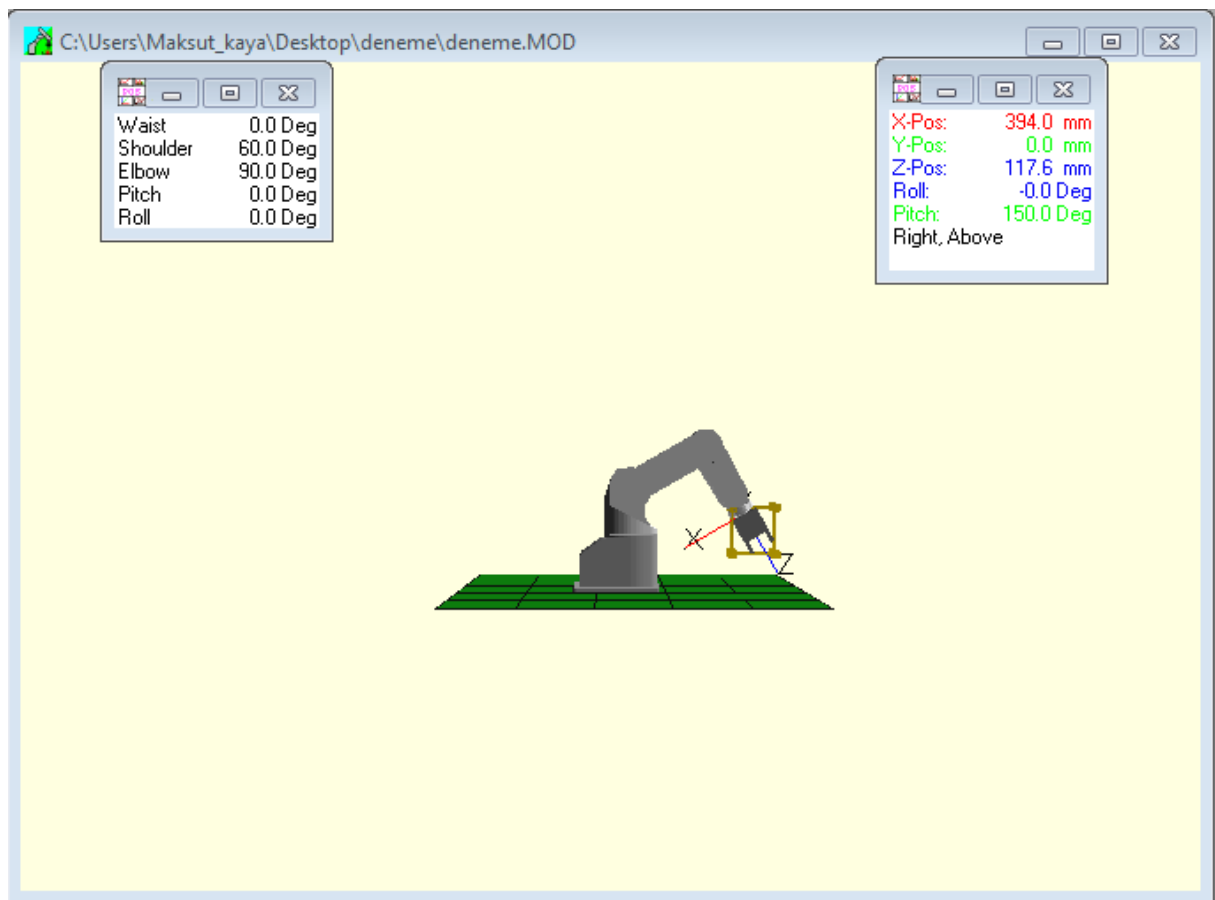 C:\Users\Maksut_kaya\Desktop\deneme\deneme.MOD
Waist 0.0 Deg
Shoulder 60.0 Deg
Elbow 90.0 Deg
Pitch 0.0 Deg
Roll 0.0 Deg
X-Pos: 394.0 mm
Y-Pos: 0.0 mm
Z-Pos: 117.6 mm
Roll: -0.0 Deg
Pitch: 150.0 Deg
Right, Above
X
Z